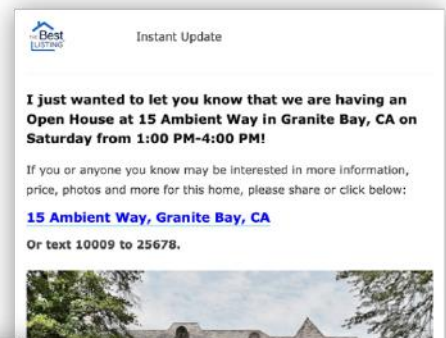 THE Best
LISTING
Instant Update
I just wanted to let you know that we are having an
Open House at 15 Ambient Way in Granite Bay, CA on
Saturday from 1:00 PM-4:00 PM!
If you or anyone you know may be interested in more information,
price, photos and more for this home, please share or click below:
15 Ambient Way, Granite Bay, CA
Or text 10009 to 25678.